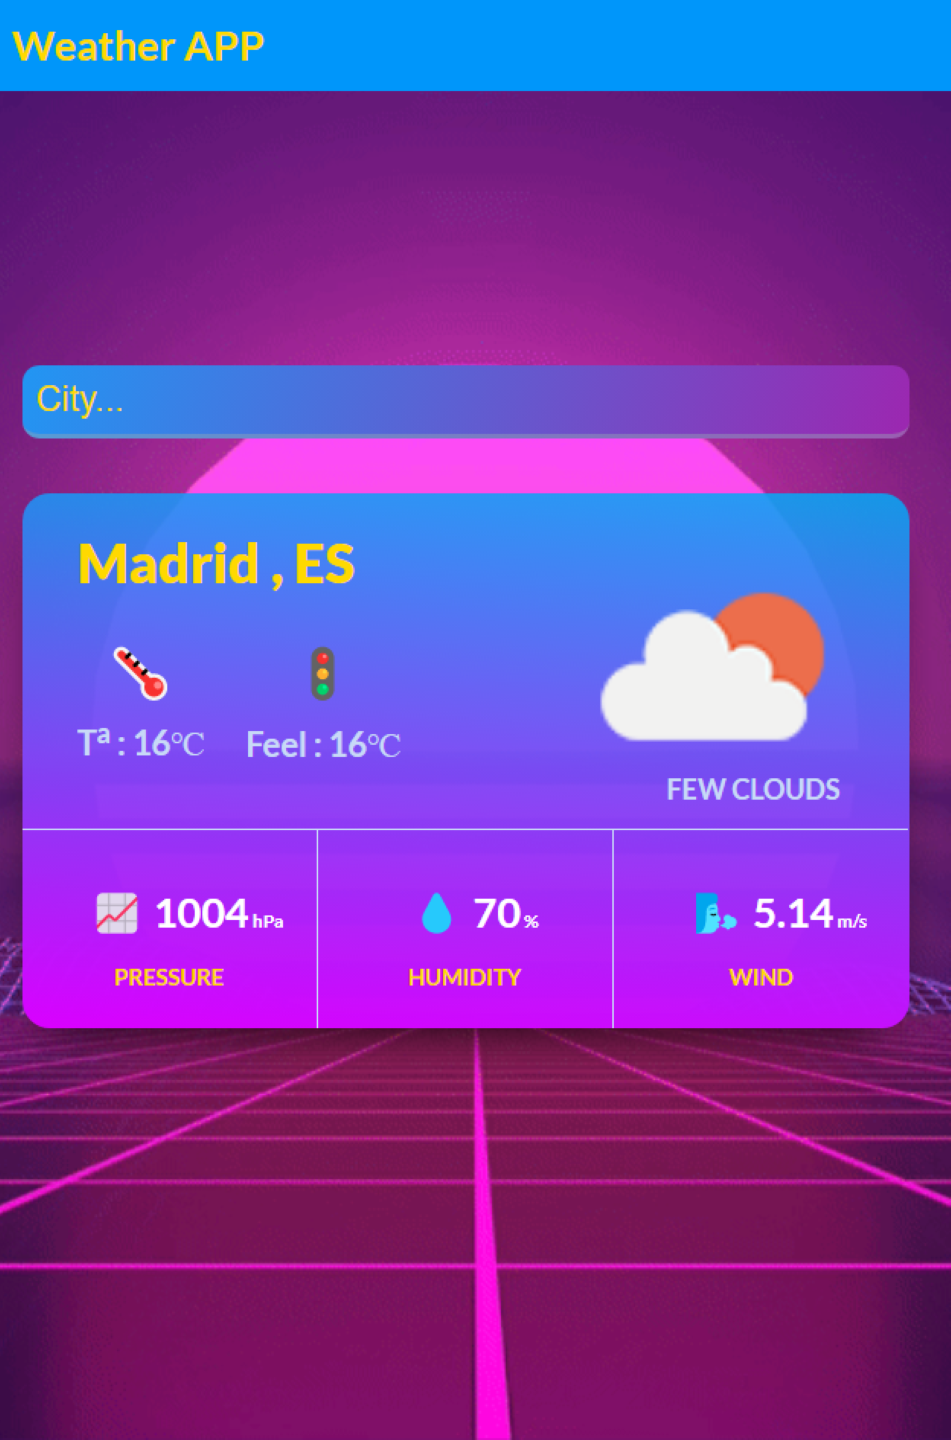 Weather APP
City...
Madrid , ES
Tª : 16℃ Feel : 16℃
FEW CLOUDS
1004 hPa 70 % 5.14 m/s
PRESSURE HUMIDITY WIND